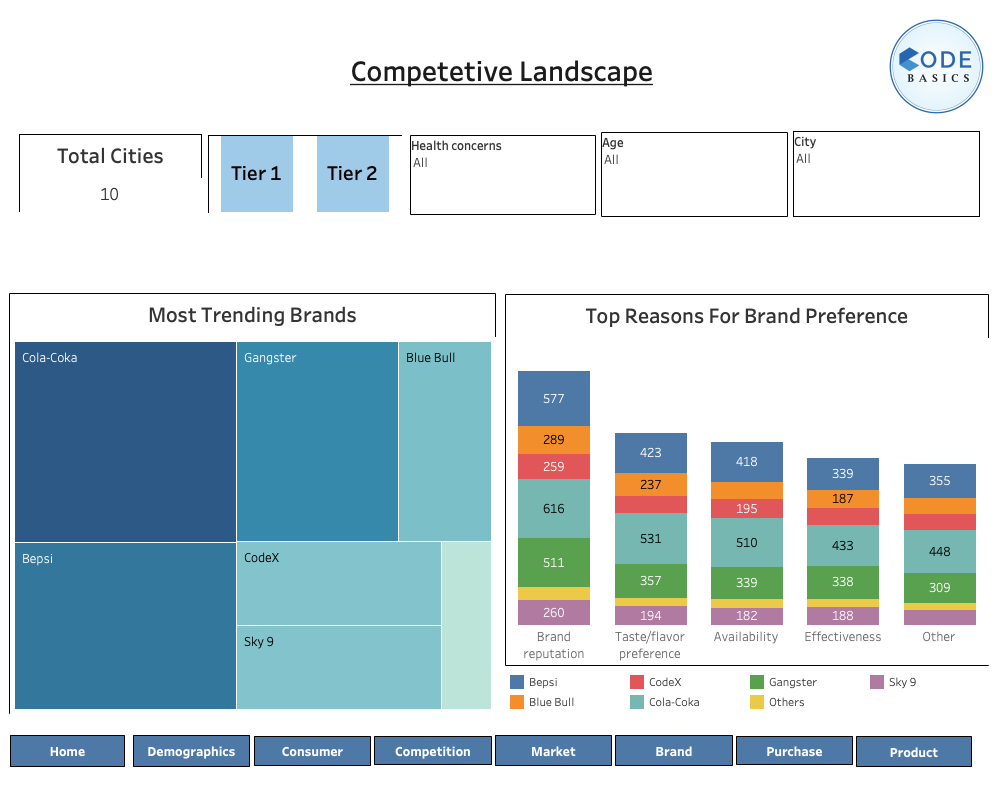 Competetive Landscape
CODE
BASICS
Total Cities
10
Tier 1
Tier 2
Health concerns
All
Age
All
City
All
Most Trending Brands
Cola-Coka
Gangster
Blue Bull
Bepsi
CodeX
Sky 9
Top Reasons For Brand Preference
577
289
259
616
511
260
Brand
reputation
423
237
531
357
194
Taste/flavor
preference
418
195
510
339
182
Availability
339
187
433
338
188
Effectiveness
355
448
309
Other
Bepsi
CodeX
Gangster
Sky 9
Blue Bull
Cola-Coka
Others
Home
Demographics
Consumer
Competition
Market
Brand
Purchase
Product